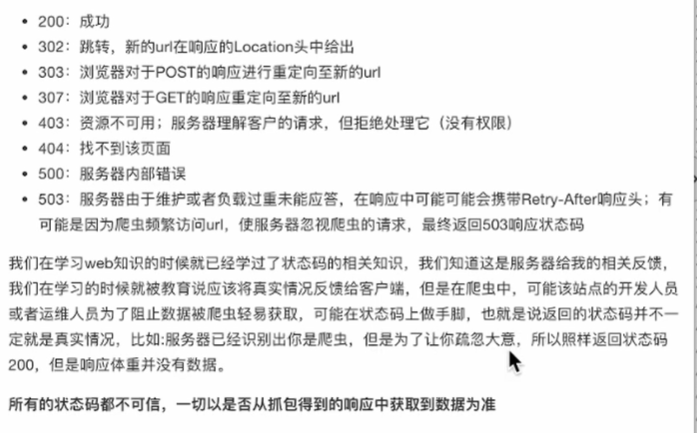 • 200：成功
• 302：跳转，新的url在响应的Location头中给出
• 303：浏览器对于POST的响应进行重定向至新的url
• 307：浏览器对于GET的响应重定向至新的url
• 403：资源不可用；服务器理解客户的请求，但拒绝处理它（没有权限）
• 404：找不到该页面
• 500：服务器内部错误
• 503：服务器由于维护或者负载过重未能应答，在响应中可能可能会携带Retry-After响应头；有
可能是因为爬虫频繁访问url，使服务器忽视爬虫的请求，最终返回503响应状态码
我们在学习web知识的时候就已经学过了状态码的相关知识，我们知道这是服务器给我的相关反馈，
我们在学习的时候就被教育说应该将真实情况反馈给客户端，但是在爬虫中，可能该站点的开发人员
或者运维人员为了阻止数据被爬虫轻易获取，可能在状态码上做手脚，也就是说返回的状态码并不一
定就是真实情况，比如:服务器已经识别出你是爬虫，但是为了让你疏忽大意，所以照样返回状态码
200，但是响应体重并没有数据。
所有的状态码都不可信，一切以是否从抓包得到的响应中获取到数据为准